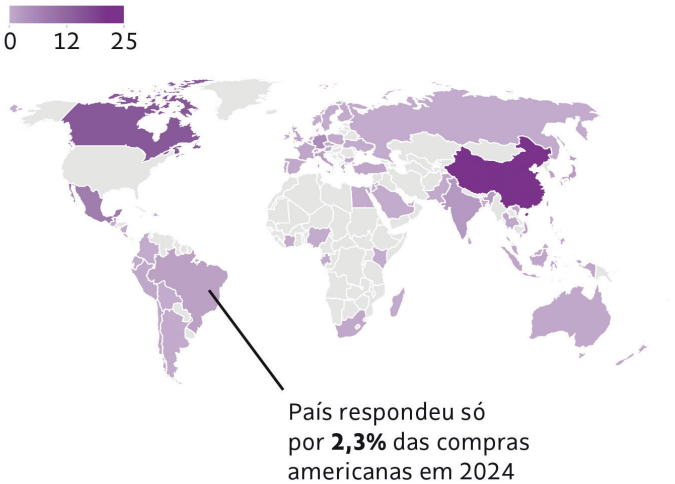 0 12 25
País respondeu só
por 2,3% das compras
americanas em 2024